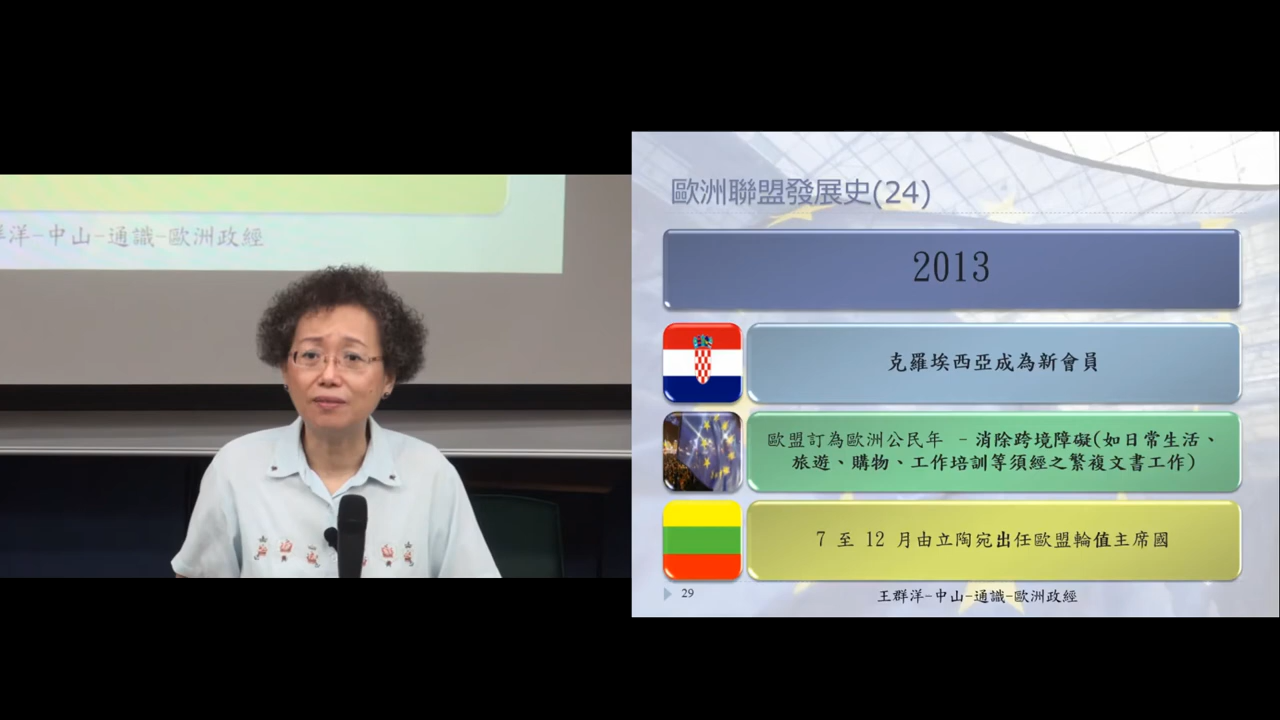 洋-中山-通識-歐洲政經
歐洲聯盟發展史(24)
2013
克羅埃西亞成為新會員
歐盟訂為歐洲公民年 - 消除跨境障礙(如日常生活、
旅遊、購物、工作培訓等須經之繁複文書工作)
7 至 12 月由立陶宛出任歐盟輪值主席國
29
王群洋-中山-通識-歐洲政經